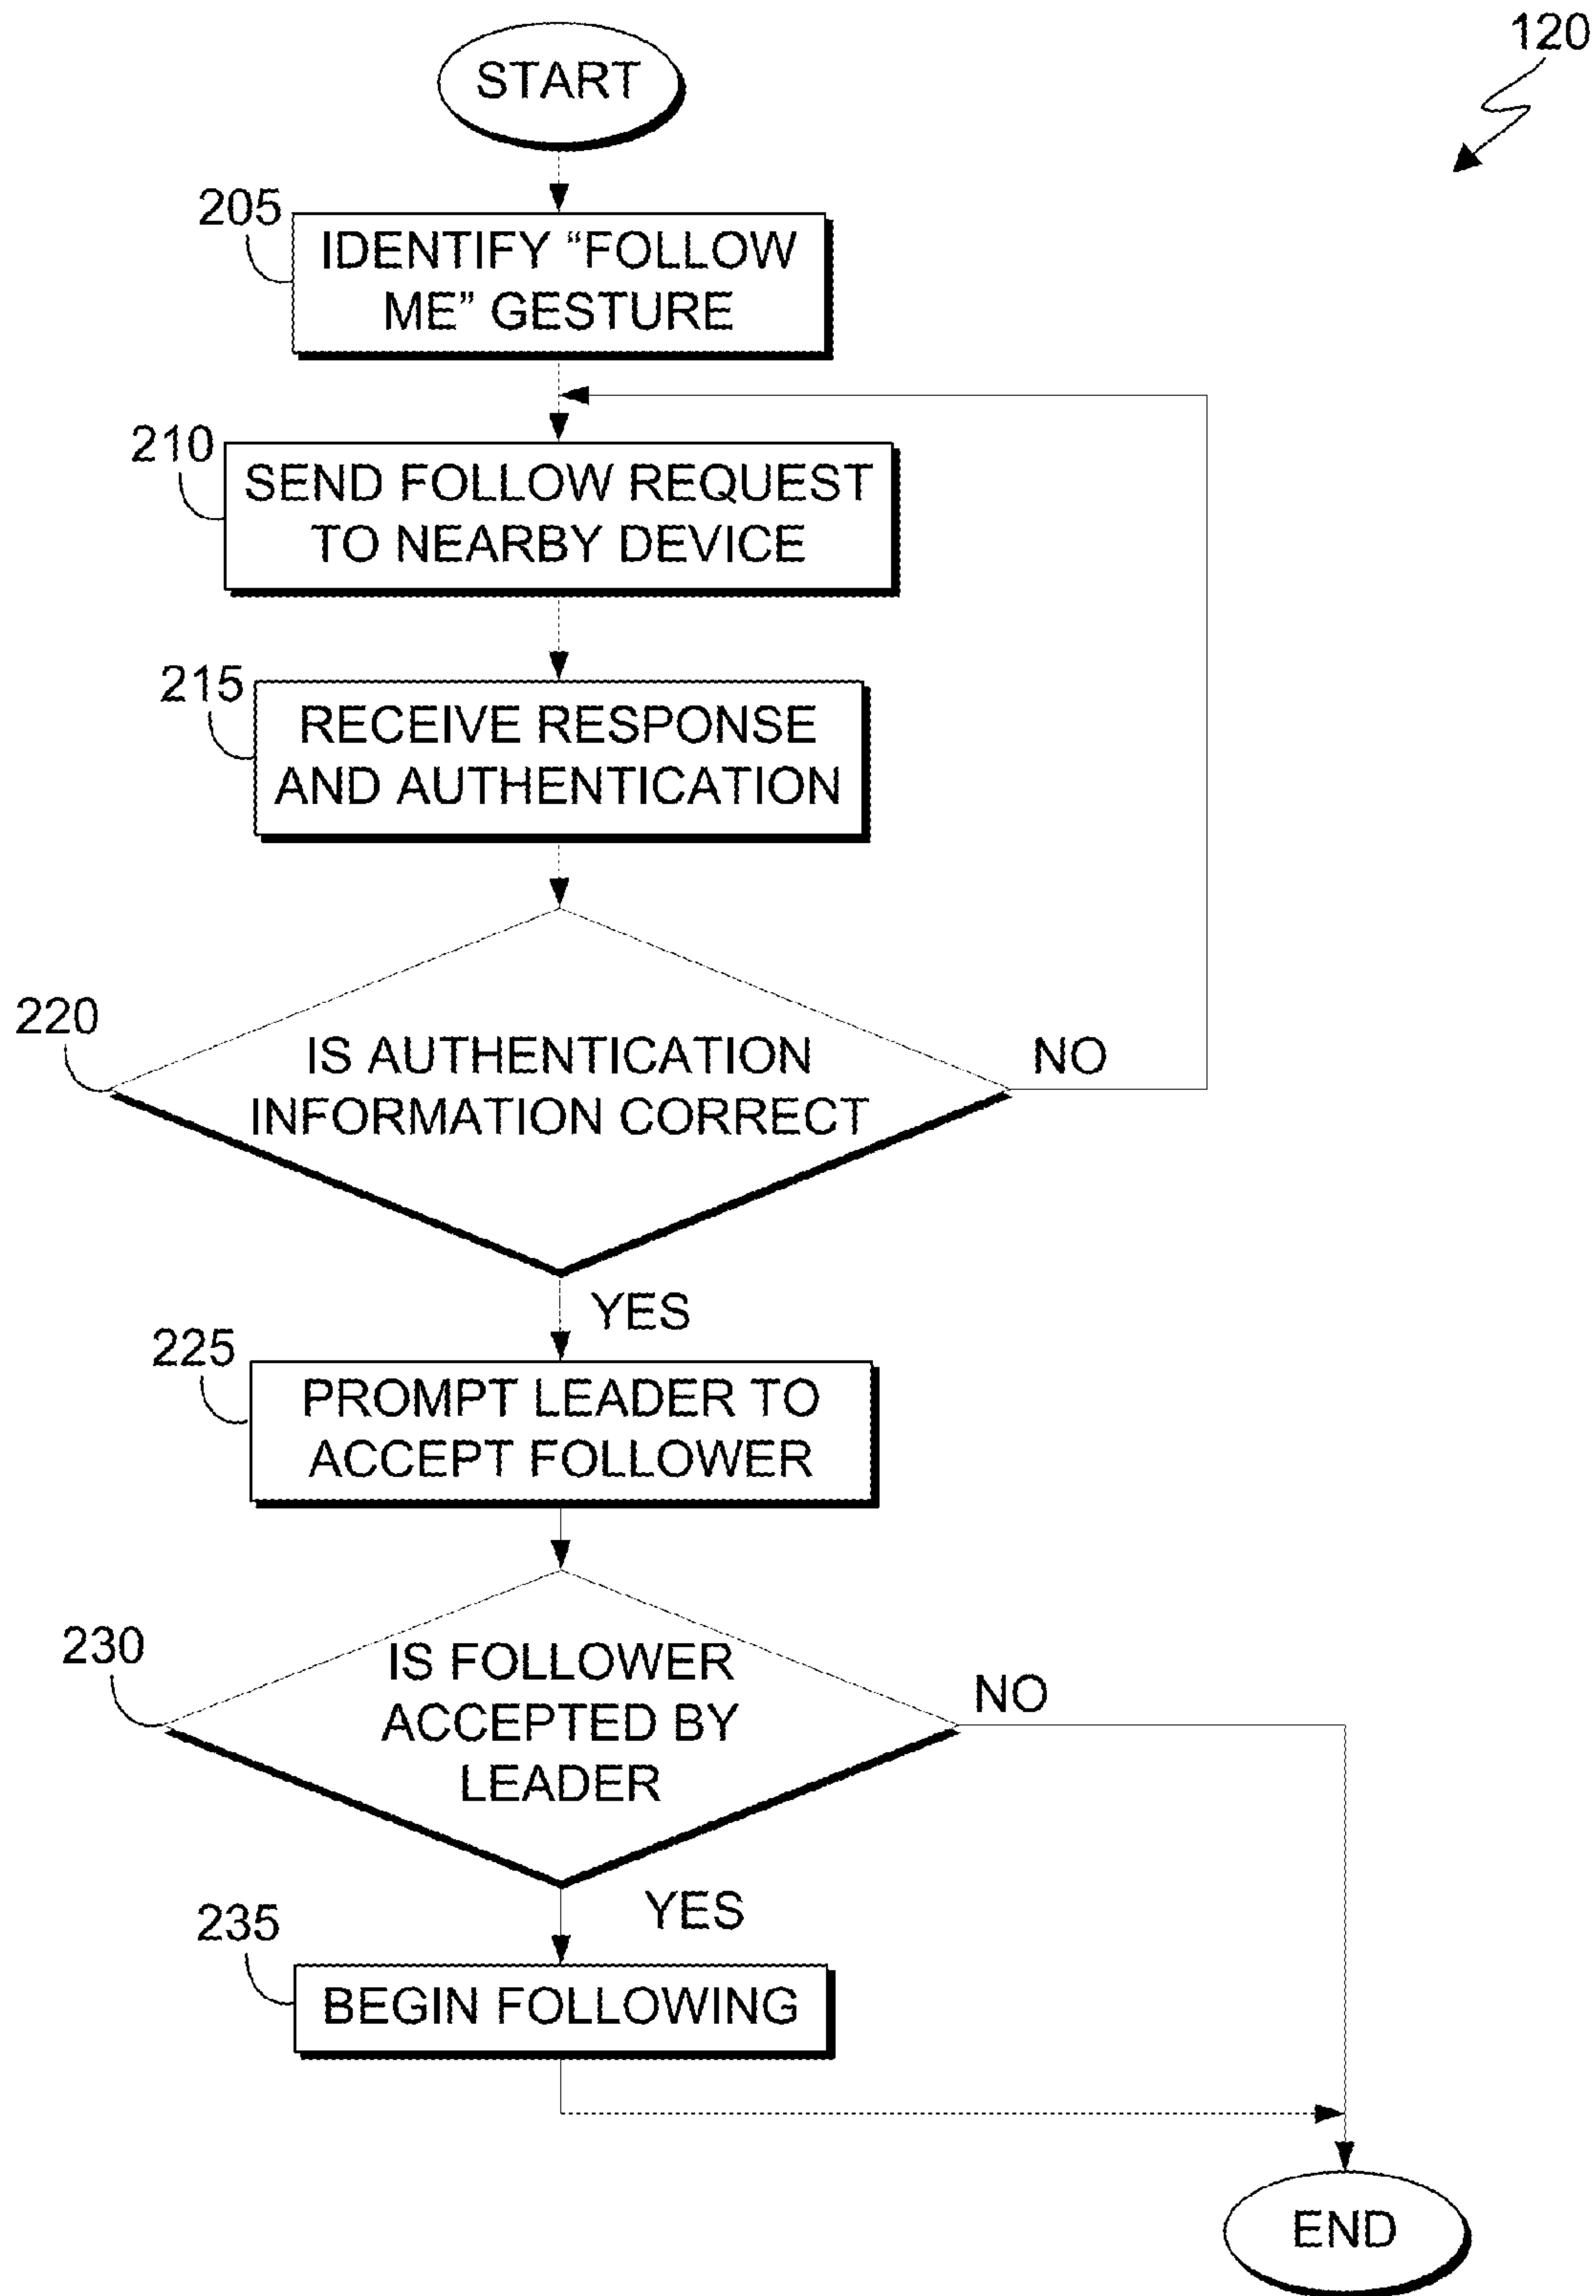 120
START
205
IDENTIFY “FOLLOW
ME” GESTURE
210
SEND FOLLOW REQUEST
TO NEARBY DEVICE
215
RECEIVE RESPONSE
AND AUTHENTICATION
220
IS AUTHENTICATION
INFORMATION CORRECT
NO
YES
225
PROMPT LEADER TO
ACCEPT FOLLOWER
230
IS FOLLOWER
ACCEPTED BY
LEADER
NO
YES
235
BEGIN FOLLOWING
END